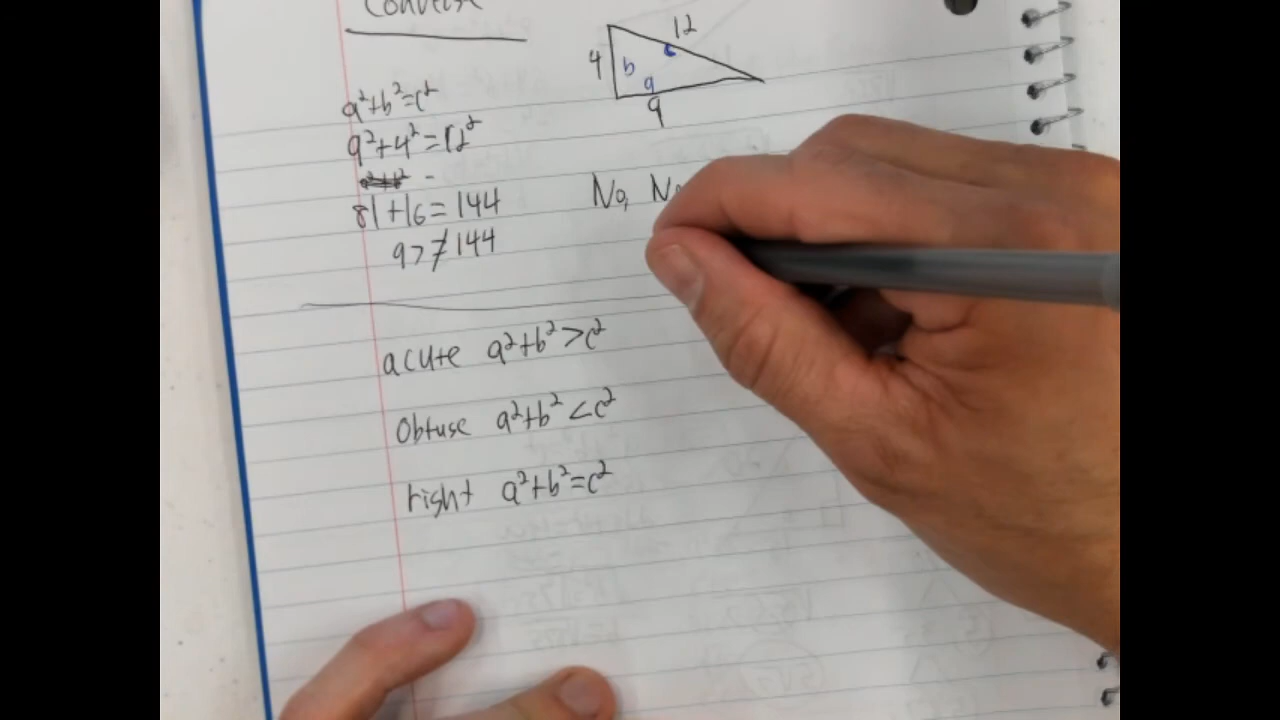 Converse
12
4
b
c
a
9
a²+b²=c²
9²+4²=12²
81+16=144
97≠144
No,
acute a²+b²>c²
Obtuse a²+b²<c²
right a²+b²=c²